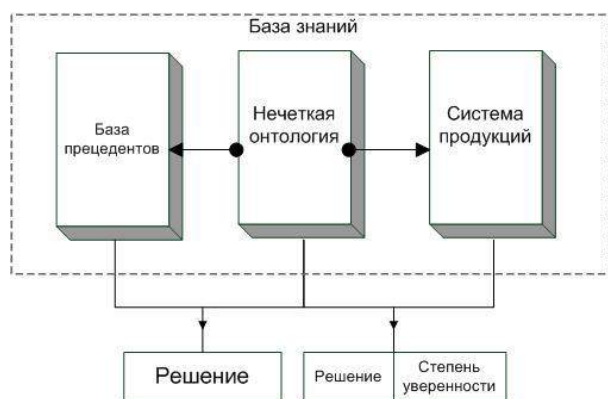 База знаний
База
прецедентов
Нечеткая
онтология
Система
продукций
Решение
Решение
Степень
уверенности